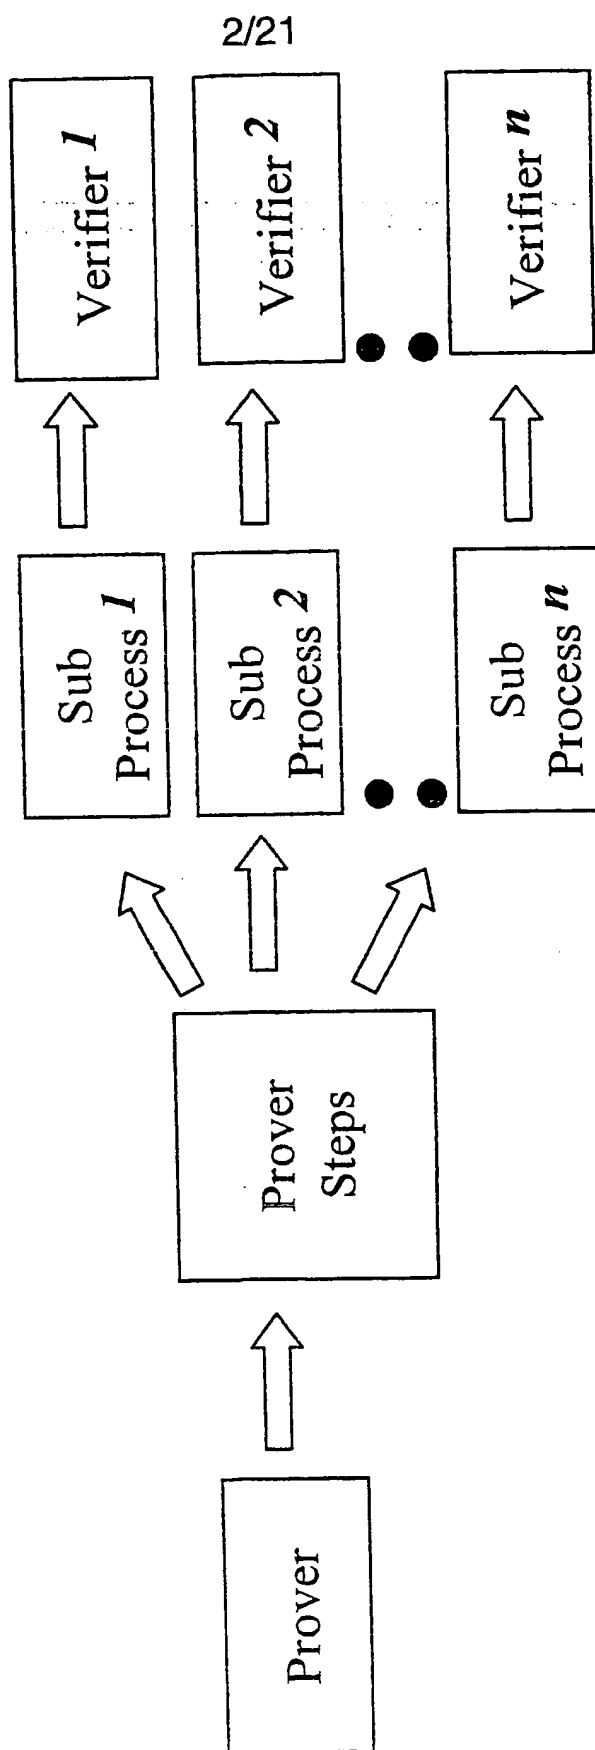 2/21
Verifier 1
Verifier 2
Verifier n
Sub
Process 1
Sub
Process 2
Sub
Process n
Prover
Steps
Prover